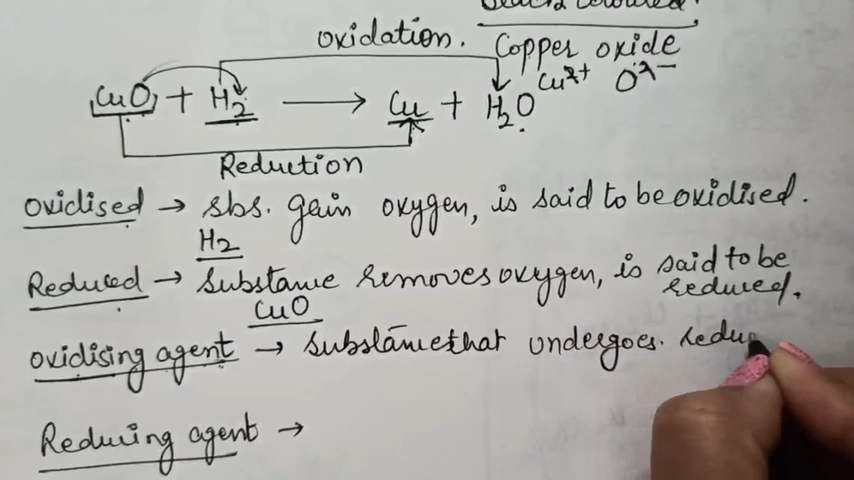 oxidation. Copper oxide
Cu²⁺ O²⁻
CuO + H₂ ⟶ Cu + H₂O
Reduction
oxidised → sbs. gain oxygen, is said to be oxidised.
H₂
Reduced → substance removes oxygen, is said to be
reduced.
CuO
oxidising agent → substance that undergoes. redu
Reducing agent →